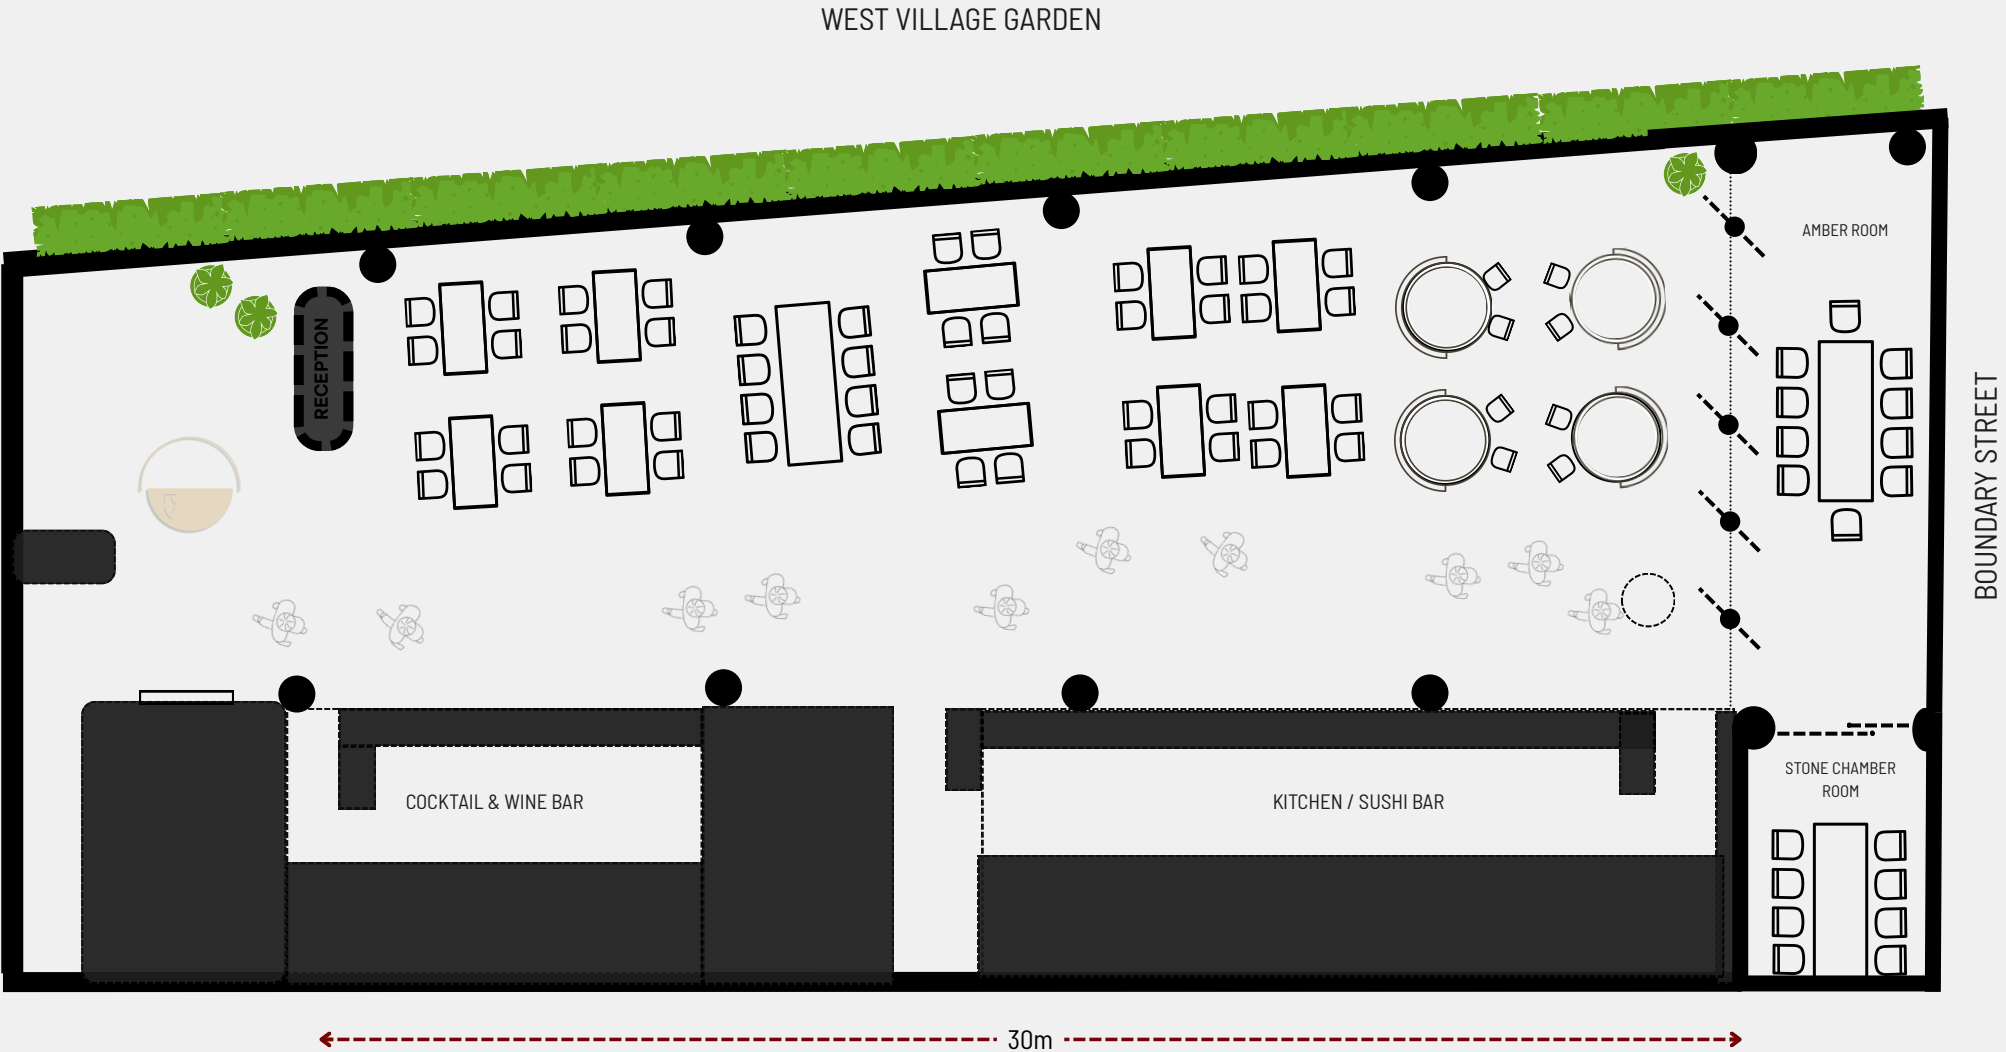 WEST VILLAGE GARDEN
AMBER ROOM
RECEPTION
BOUNDARY STREET
STONE CHAMBER
ROOM
COCKTAIL & WINE BAR
KITCHEN / SUSHI BAR
30m